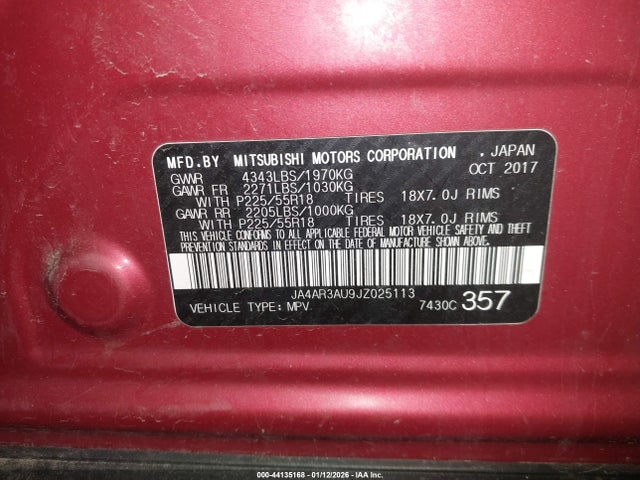 MFD.BY MITSUBISHI MOTORS CORPORATION , JAPAN
GVWR 4343LBS/1970KG OCT 2017
GAWR FR 2271LBS/1030KG
WITH P225/55R18 TIRES 18X7.0J RIMS
GAWR RR 2205LBS/1000KG
WITH P225/55R18 TIRES 18X7.0J RIMS
THIS VEHICLE CONFORMS TO ALL APPLICABLE FEDERAL MOTOR VEHICLE SAFETY AND THEFT
PREVENTION STANDARDS IN EFFECT ON THE DATE OF MANUFACTURE SHOWN ABOVE.
JA4AR3AU9JZ025113
VEHICLE TYPE:MPV 7430C 357
000-44135168 - 01/12/2026 - IAA Inc.